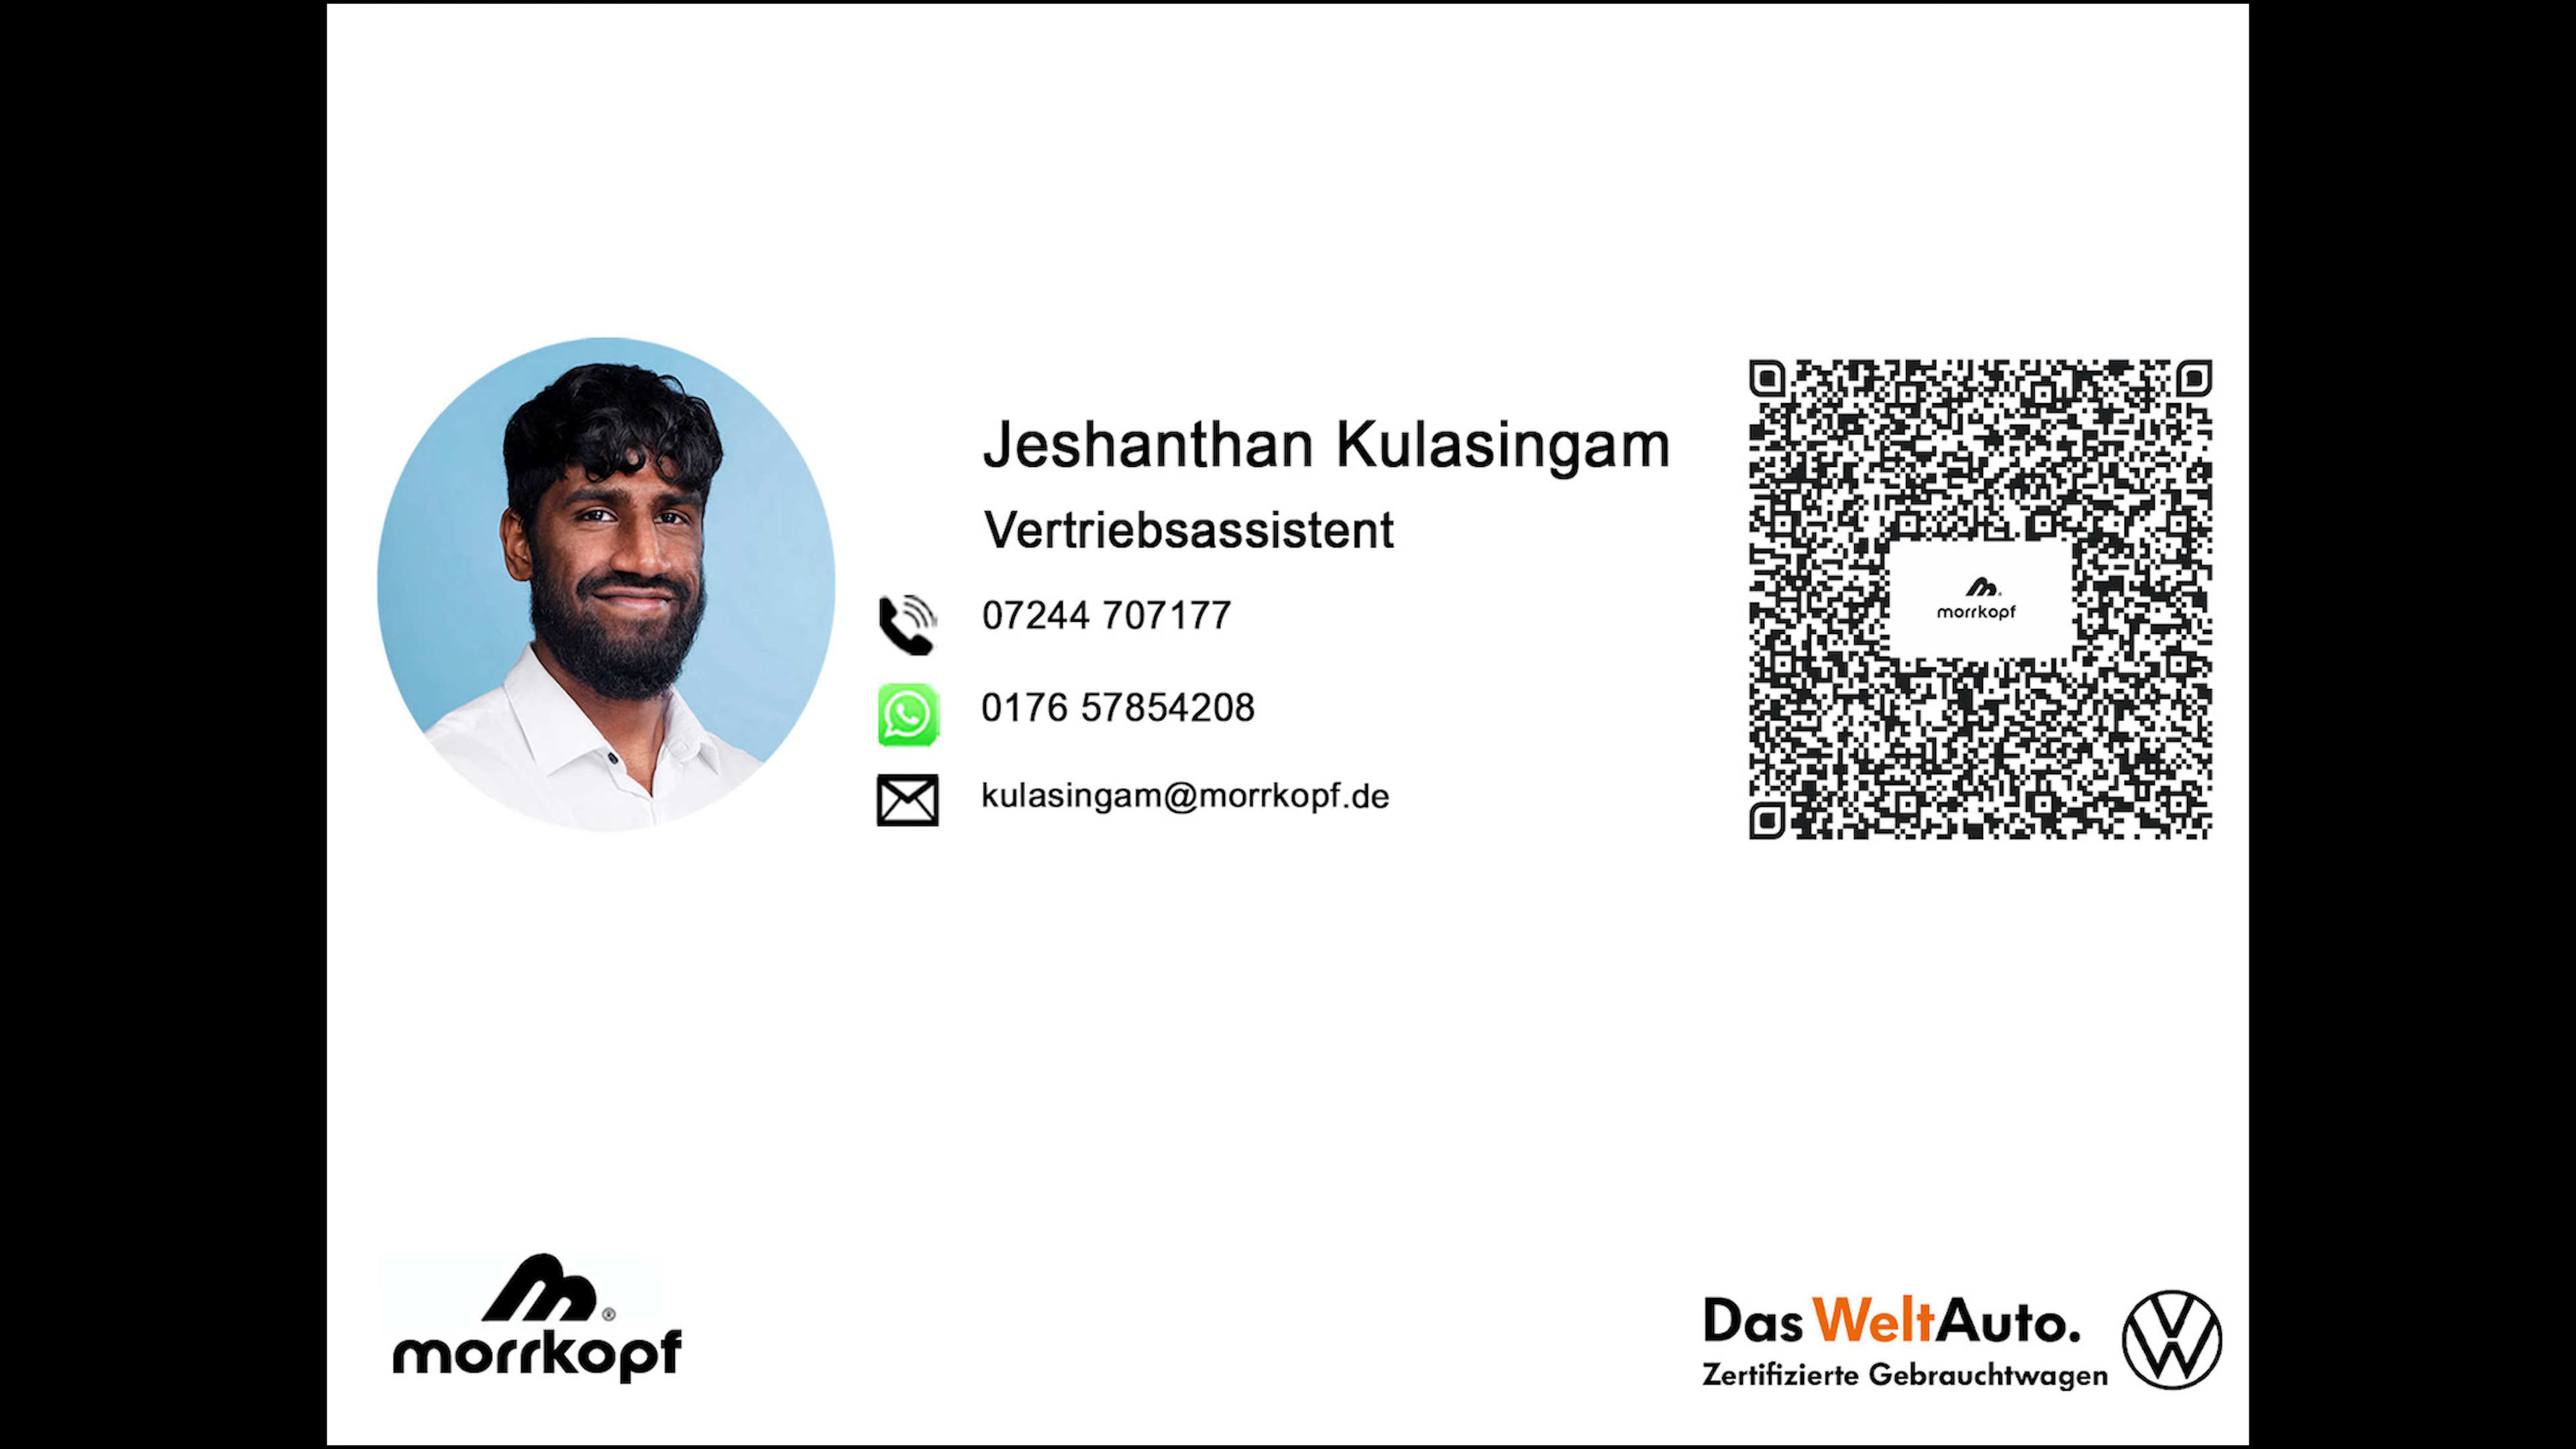 Jeshanthan Kulasingam
Vertriebsassistent
07244 707177
0176 57854208
kulasingam@morrkopf.de
morrkopf
morrkopf
Das WeltAuto.
Zertifizierte Gebrauchtwagen